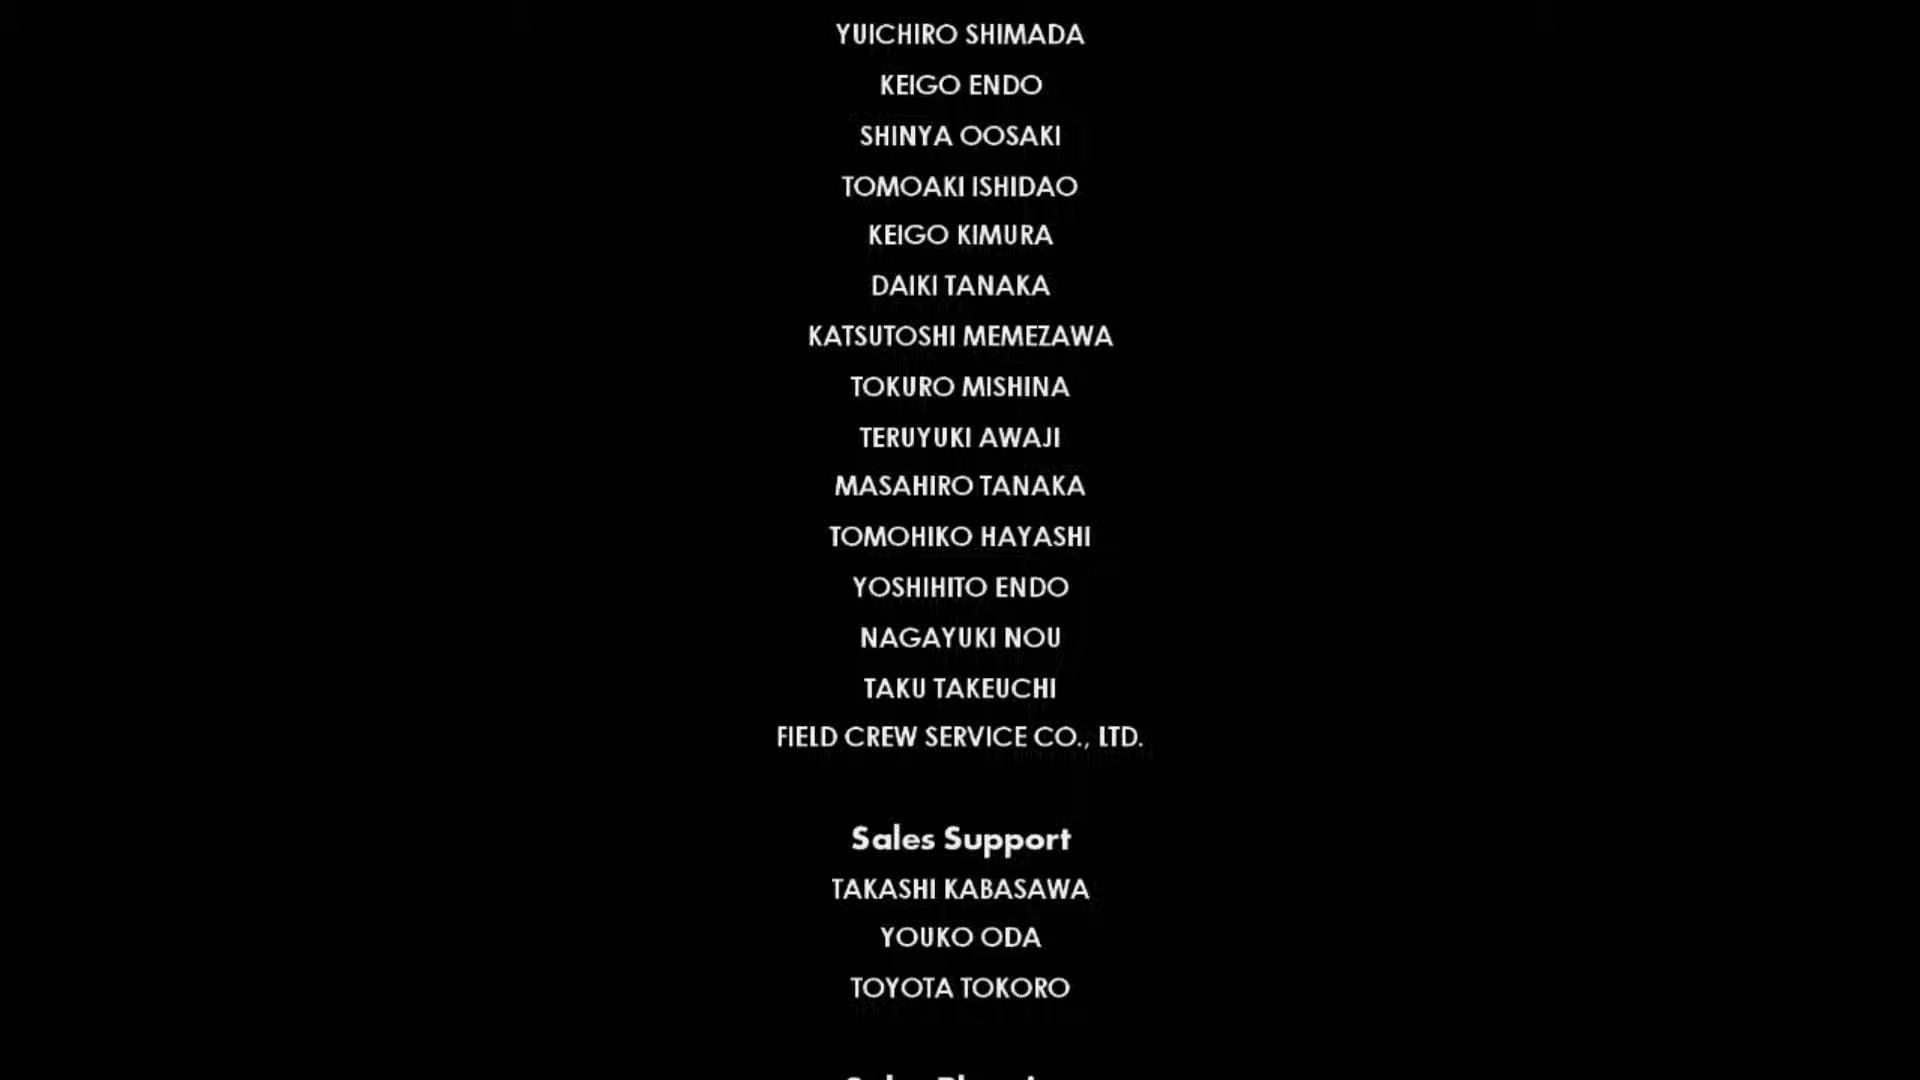 YUICHIRO SHIMADA
KEIGO ENDO
SHINYA OOSAKI
TOMOAKI ISHIDAO
KEIGO KIMURA
DAIKI TANAKA
KATSUTOSHI MEMEZAWA
TOKURO MISHINA
TERUYUKI AWAJI
MASAHIRO TANAKA
TOMOHIKO HAYASHI
YOSHIHITO ENDO
NAGAYUKI NOU
TAKU TAKEUCHI
FIELD CREW SERVICE CO., LTD.
Sales Support
TAKASHI KABASAWA
YOUKO ODA
TOYOTA TOKORO